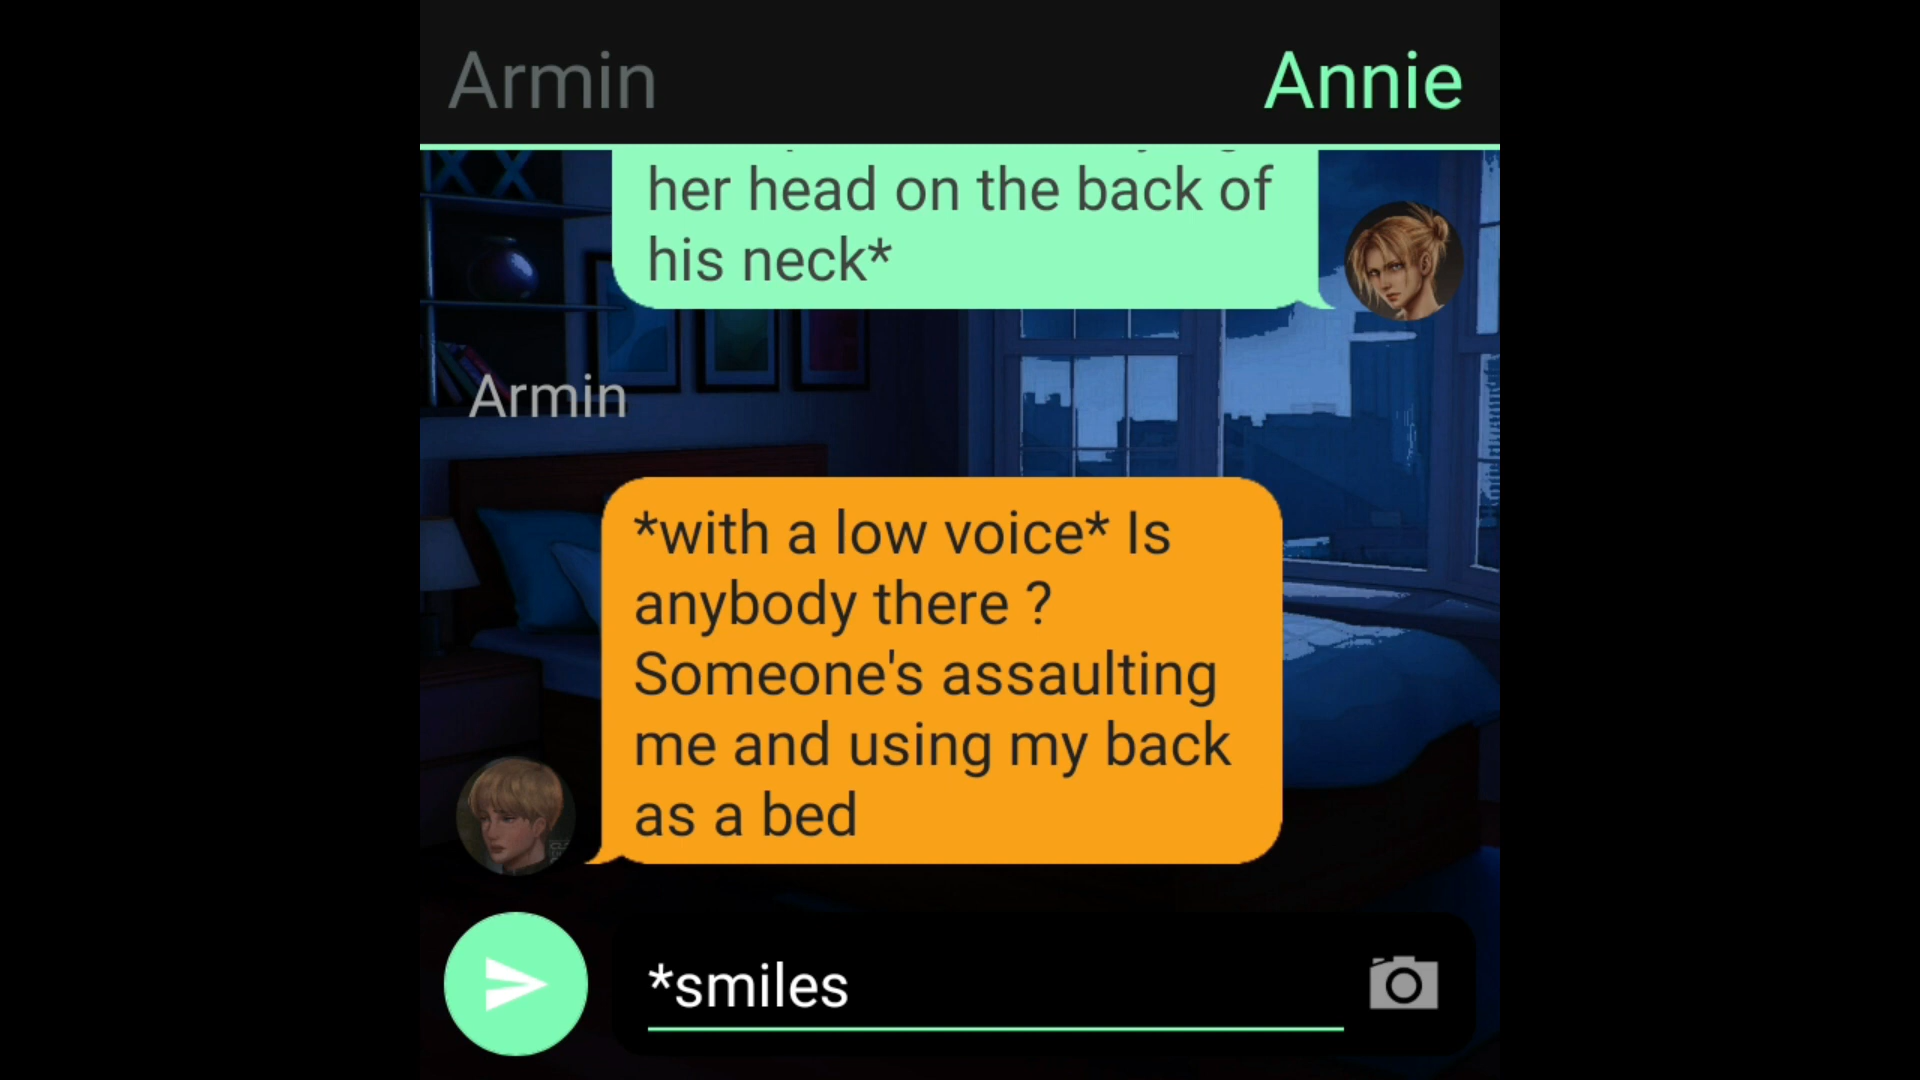 Armin
Annie
her head on the back of
his neck*
Armin
*with a low voice* Is
anybody there ?
Someone's assaulting
me and using my back
as a bed
*smiles